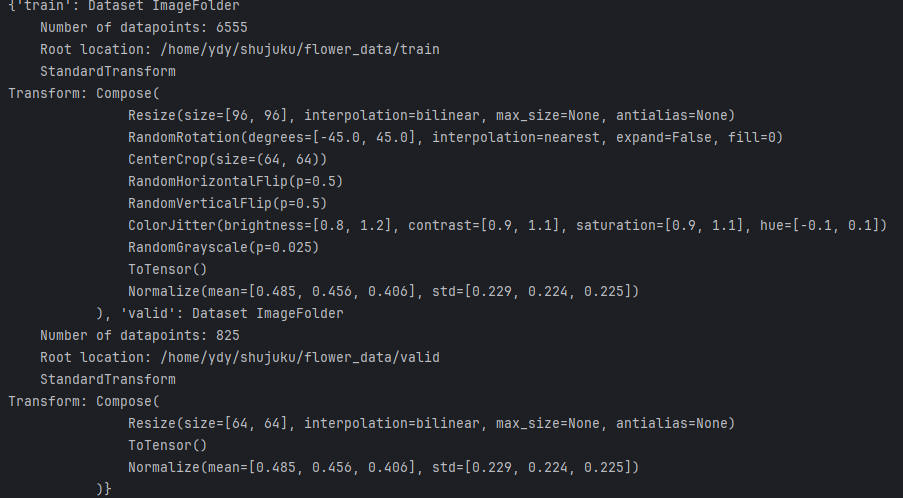 {'train': Dataset ImageFolder
    Number of datapoints: 6555
    Root location: /home/ydy/shujuku/flower_data/train
    StandardTransform
Transform: Compose(
               Resize(size=[96, 96], interpolation=bilinear, max_size=None, antialias=None)
               RandomRotation(degrees=[-45.0, 45.0], interpolation=nearest, expand=False, fill=0)
               CenterCrop(size=(64, 64))
               RandomHorizontalFlip(p=0.5)
               RandomVerticalFlip(p=0.5)
               ColorJitter(brightness=[0.8, 1.2], contrast=[0.9, 1.1], saturation=[0.9, 1.1], hue=[-0.1, 0.1])
               RandomGrayscale(p=0.025)
               ToTensor()
               Normalize(mean=[0.485, 0.456, 0.406], std=[0.229, 0.224, 0.225])
           ), 'valid': Dataset ImageFolder
    Number of datapoints: 825
    Root location: /home/ydy/shujuku/flower_data/valid
    StandardTransform
Transform: Compose(
               Resize(size=[64, 64], interpolation=bilinear, max_size=None, antialias=None)
               ToTensor()
               Normalize(mean=[0.485, 0.456, 0.406], std=[0.229, 0.224, 0.225])
           )}